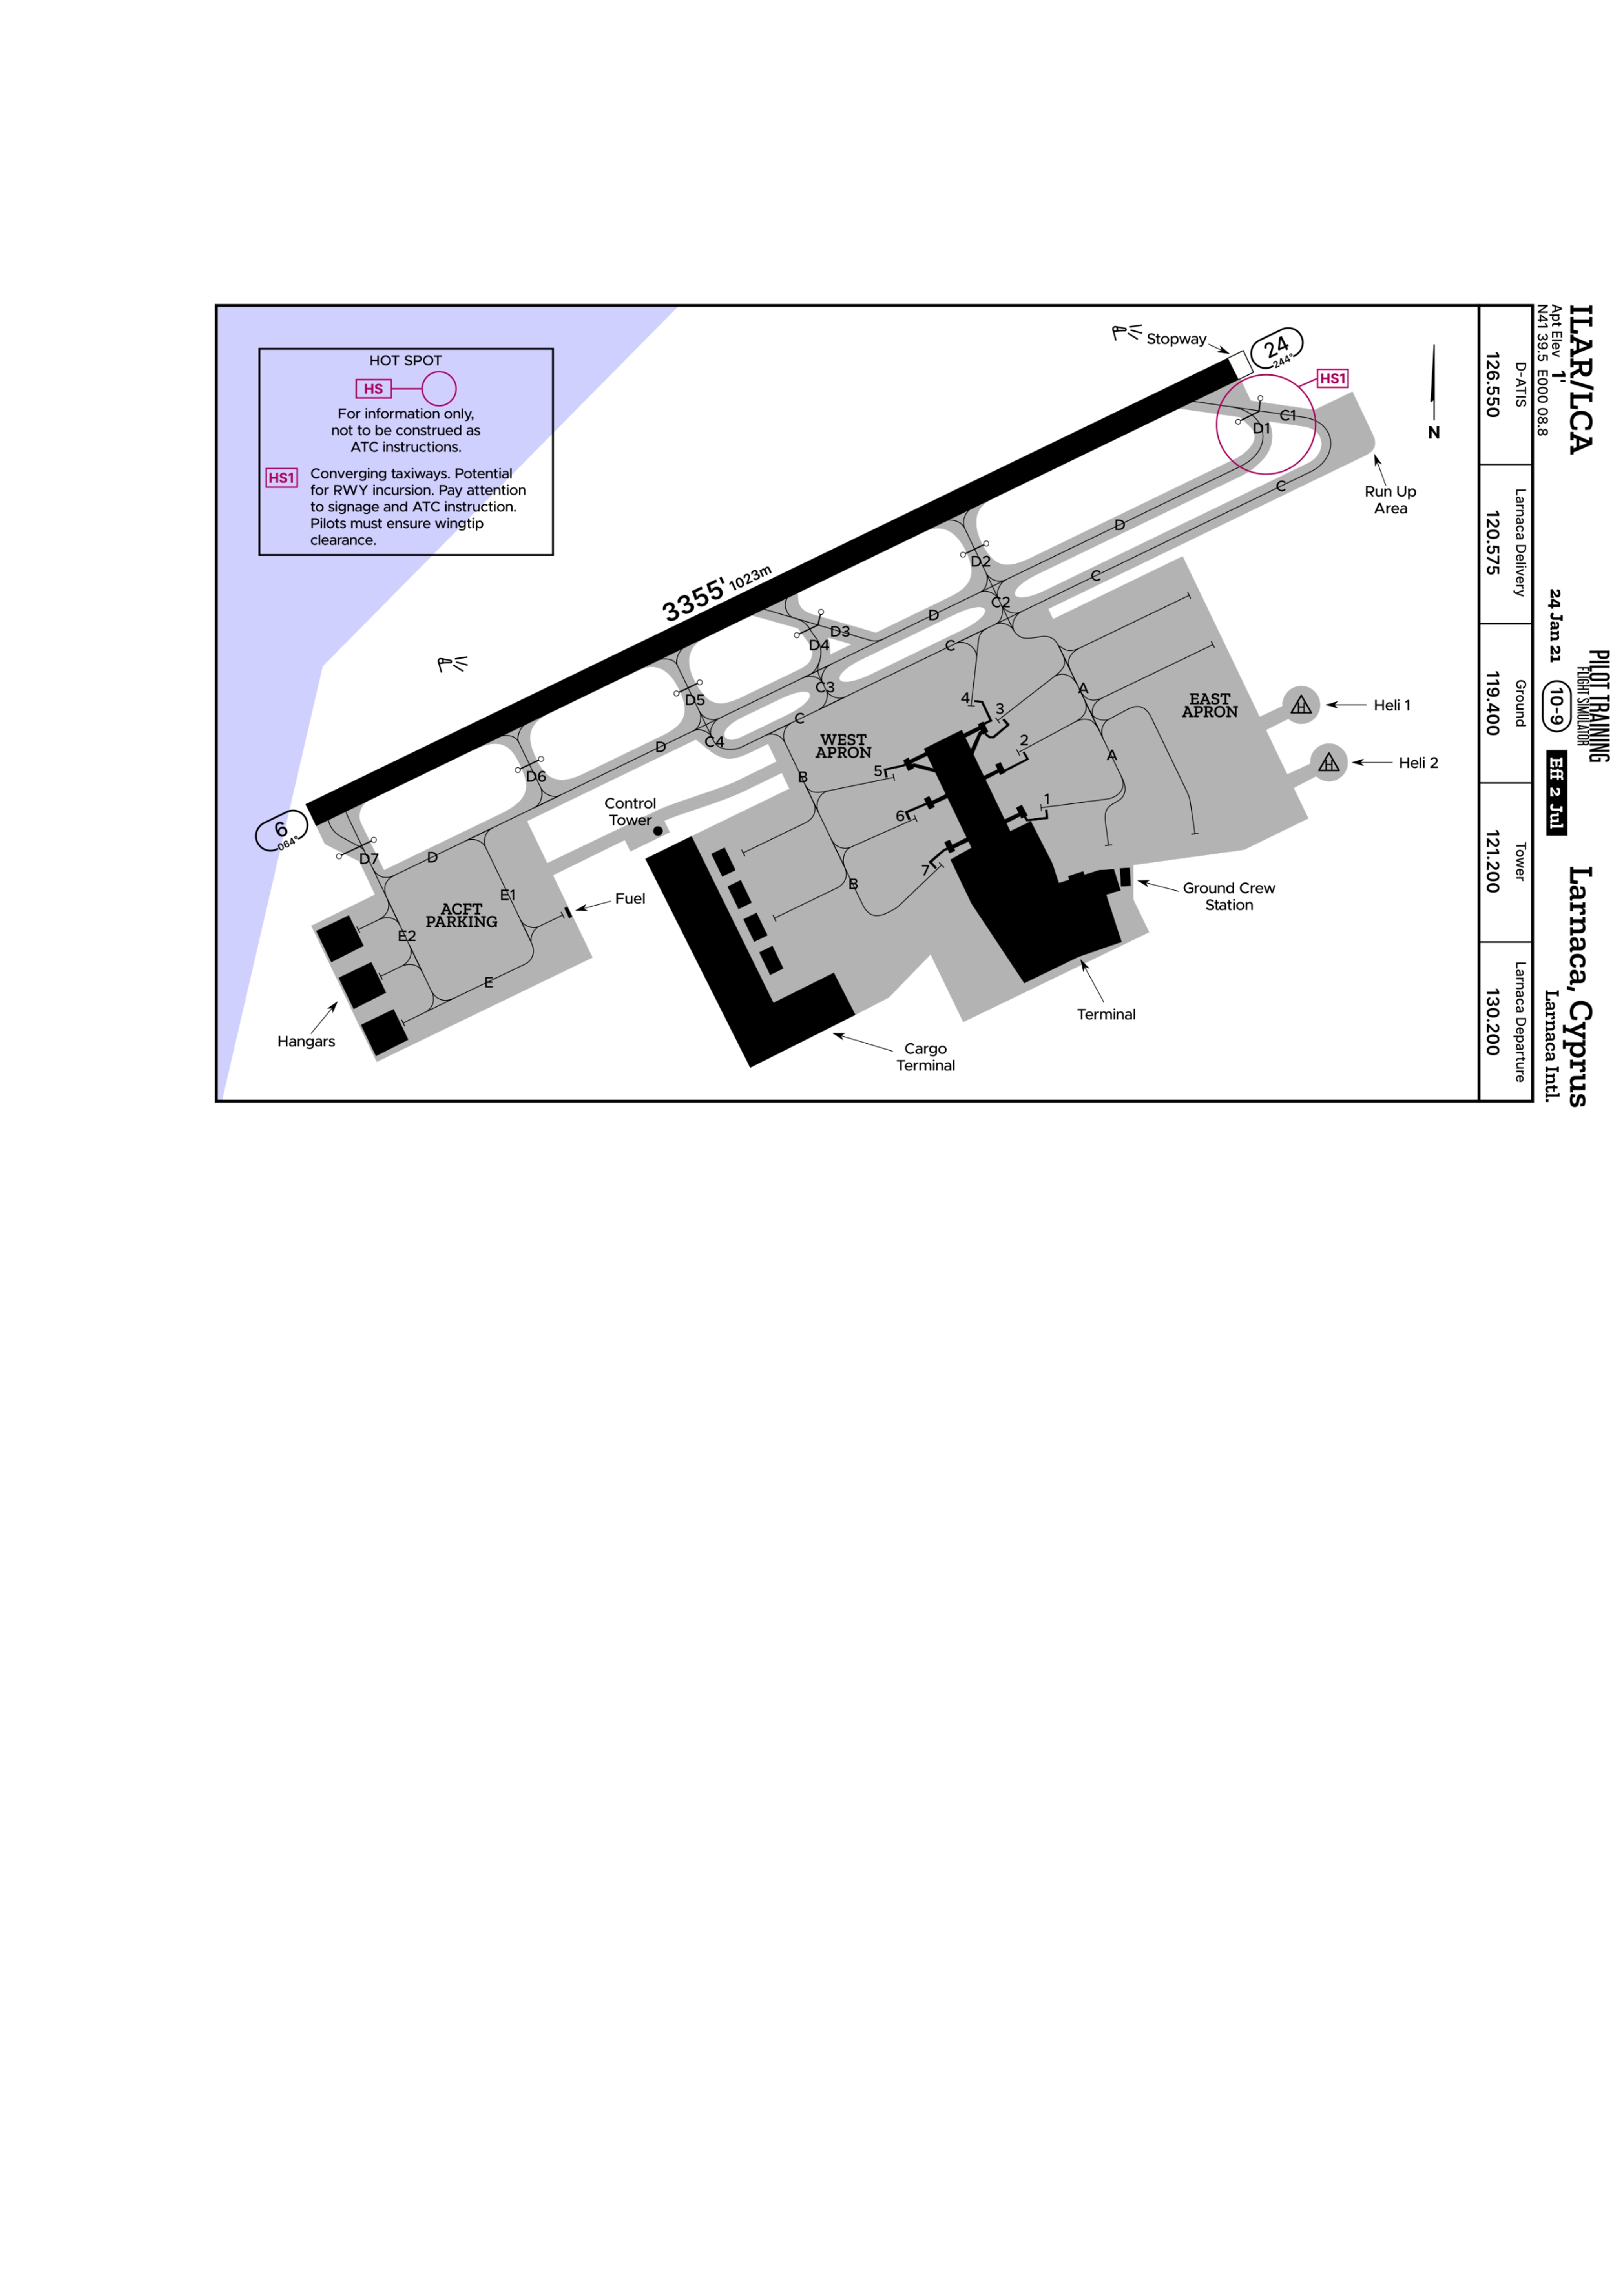 ILAR/LCA
Apt Elev 1'
N41 39.5 E000 08.8
PILOT TRAINING
FLIGHT SIMULATOR
24 Jan 21
10-9
Eff 2 Jul
Larnaca, Cyprus
Larnaca Intl.
D-ATIS
126.550
Larnaca Delivery
120.575
Ground
119.400
Tower
121.200
Larnaca Departure
130.200
HOT SPOT
HS
For information only,
not to be construed as
ATC instructions.
HS1
Converging taxiways. Potential
for RWY incursion. Pay attention
to signage and ATC instruction.
Pilots must ensure wingtip
clearance.
Stopway
24
244°
HS1
N
C1
D1
C
Run Up
Area
D
D2
C
C2
3355' 1023m
D
D3
D4
C
C3
A
4
3
EAST
APRON
Heli 1
H
D5
C
C4
D
WEST
APRON
2
A
Heli 2
H
5
B
D6
1
Control
Tower
6
6
064°
D7
D
7
B
Ground Crew
Station
E1
Fuel
ACFT
PARKING
E2
E
Terminal
Hangars
Cargo
Terminal